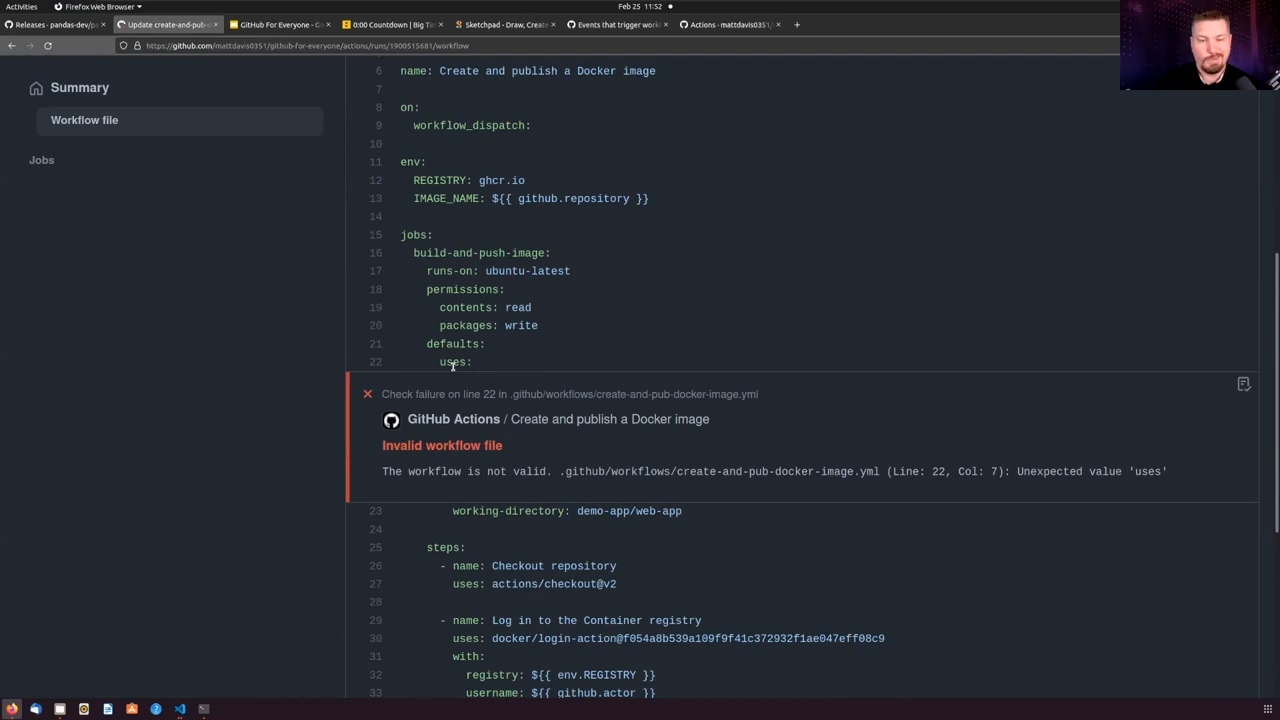 Activities
Firefox Web Browser
Feb 25 11:52
Releases · pandas-dev/pa
Update create-and-pub-d
GitHub For Everyone - Go
0:00 Countdown | Big Te
Sketchpad - Draw, Create
Events that trigger workf
Actions · mattdavis0351/
https://github.com/mattdavis0351/github-for-everyone/actions/runs/1900515681/workflow
Summary
Workflow file
Jobs
6 name: Create and publish a Docker image
7
8 on:
9 workflow_dispatch:
10
11 env:
12 REGISTRY: ghcr.io
13 IMAGE_NAME: ${{ github.repository }}
14
15 jobs:
16 build-and-push-image:
17 runs-on: ubuntu-latest
18 permissions:
19 contents: read
20 packages: write
21 defaults:
22 uses:
Check failure on line 22 in .github/workflows/create-and-pub-docker-image.yml
GitHub Actions / Create and publish a Docker image
Invalid workflow file
The workflow is not valid. .github/workflows/create-and-pub-docker-image.yml (Line: 22, Col: 7): Unexpected value 'uses'
23 working-directory: demo-app/web-app
24
25 steps:
26 - name: Checkout repository
27 uses: actions/checkout@v2
28
29 - name: Log in to the Container registry
30 uses: docker/login-action@f054a8b539a109f9f41c372932f1ae047eff08c9
31 with:
32 registry: ${{ env.REGISTRY }}
33 username: ${{ github.actor }}